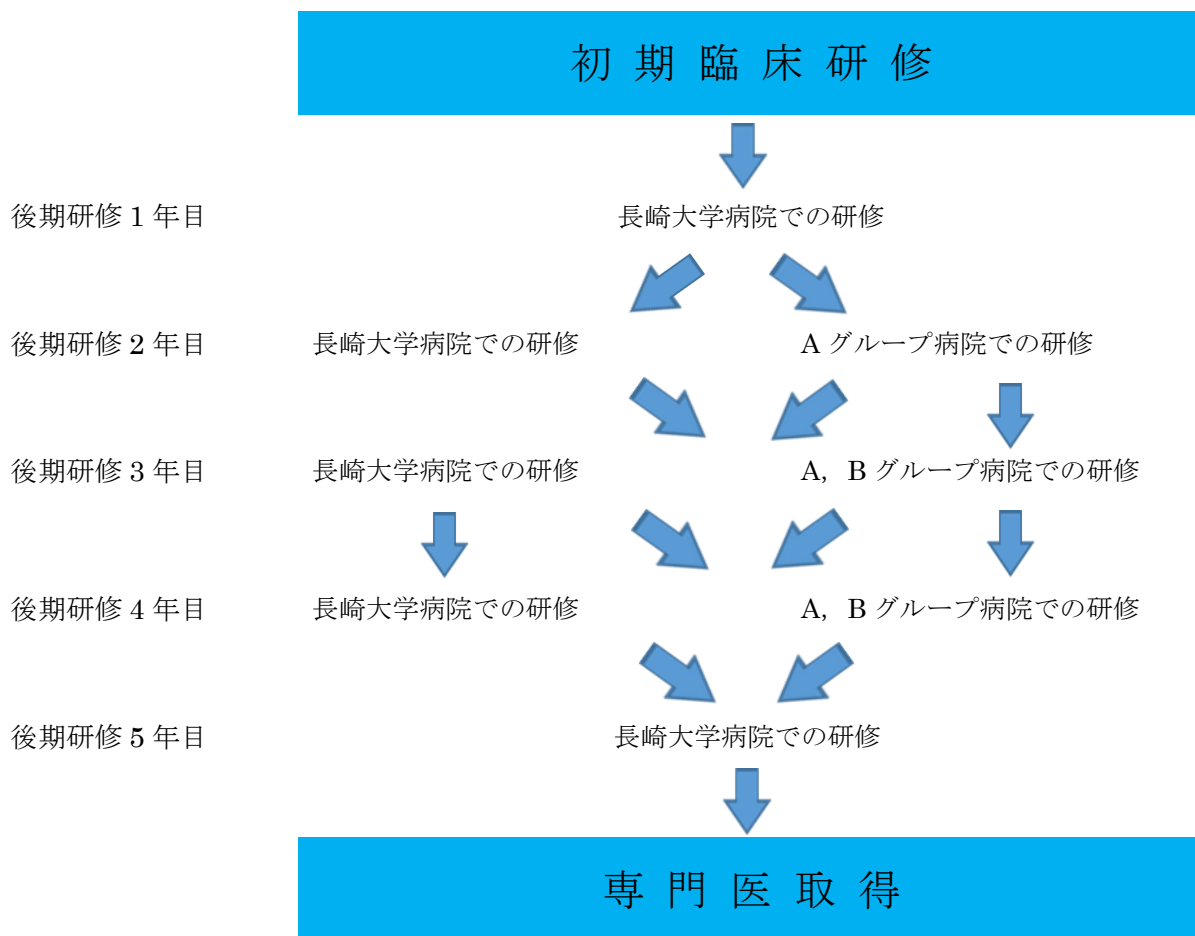 初期臨床研修
後期研修 1 年目 長崎大学病院での研修
後期研修 2 年目 長崎大学病院での研修 A グループ病院での研修
後期研修 3 年目 長崎大学病院での研修 A，B グループ病院での研修
後期研修 4 年目 長崎大学病院での研修 A，B グループ病院での研修
後期研修 5 年目 長崎大学病院での研修
専門医取得